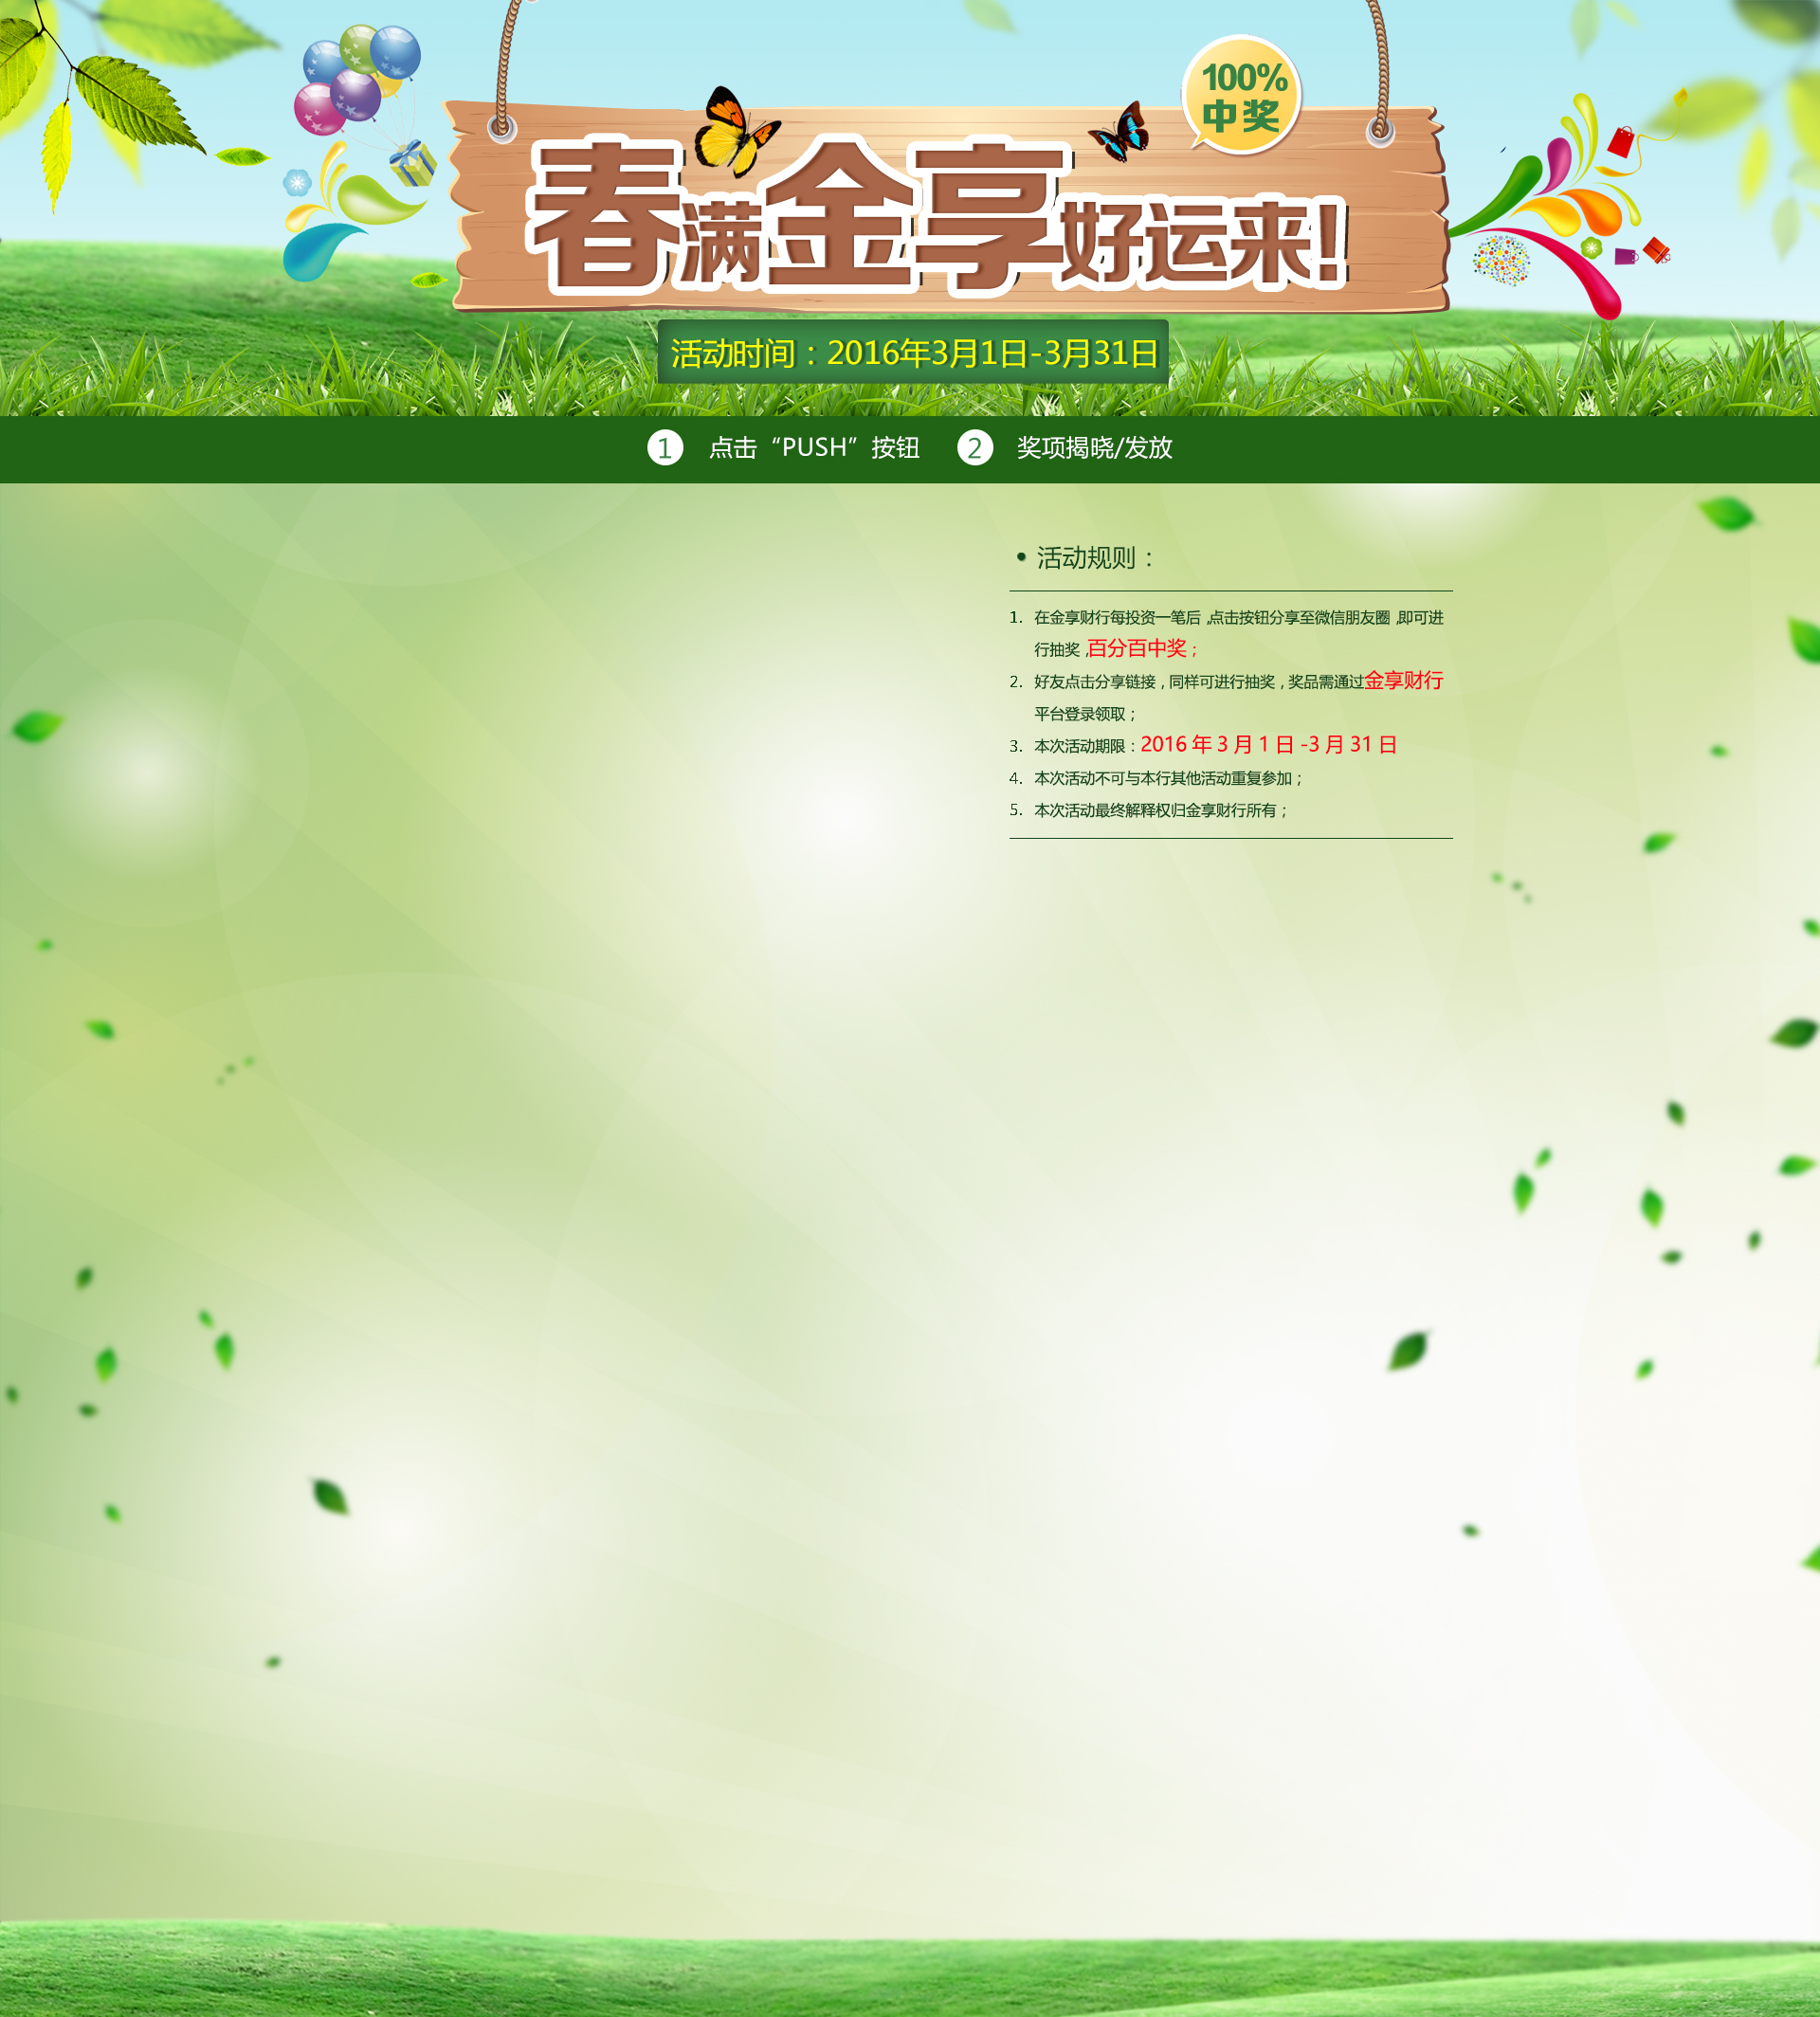 100%
中奖
春满金享好运来!
活动时间：2016年3月1日-3月31日
1 点击“PUSH”按钮 2 奖项揭晓/发放
• 活动规则：
1. 在金享财行每投资一笔后，点击按钮分享至微信朋友圈，即可进
行抽奖，百分百中奖；
2. 好友点击分享链接，同样可进行抽奖，奖品需通过金享财行
平台登录领取；
3. 本次活动期限：2016 年 3 月 1 日 -3 月 31 日
4. 本次活动不可与本行其他活动重复参加；
5. 本次活动最终解释权归金享财行所有；